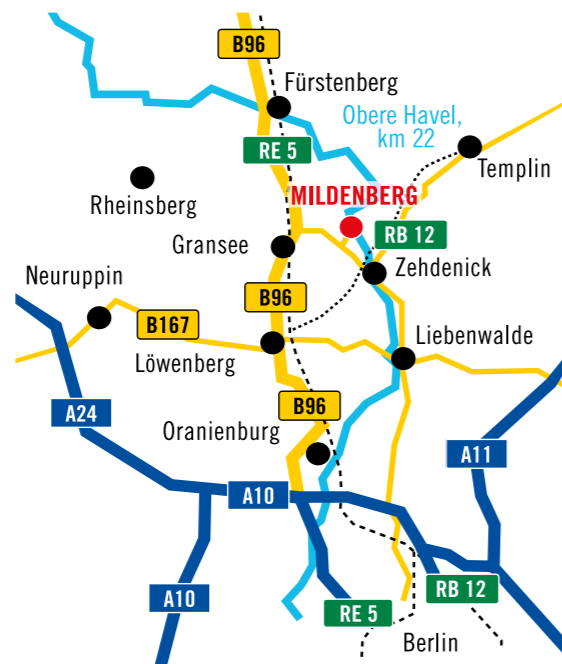 B96
Fürstenberg
Obere Havel,
km 22
RE 5
Templin
Rheinsberg
MILDENBERG
RB 12
Gransee
Zehdenick
Neuruppin
B96
B167
Löwenberg
Liebenwalde
B96
A24
Oranienburg
A11
A10
A10
RB 12
RE 5
Berlin